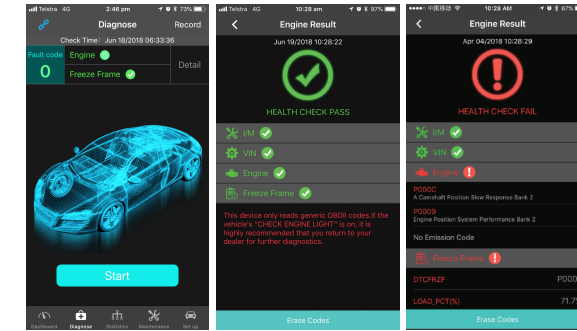 Telstra 4G 2:46 pm 73%
Diagnose Record
Check Time: Jun 18/2018 06:33:36
Fault code
0
Engine
Freeze Frame
Detail
Start
Dashboard Diagnose Statistics Maintenance Set up
Telstra 4G 10:28 am 97%
Engine Result
Jun 19/2018 10:28:22
HEALTH CHECK PASS
I/M
VIN
Engine
Freeze Frame
This device only reads generic OBDII codes.If the
vehicle's "CHECK ENGINE LIGHT" is on, it is
highly recommended that you return to your
dealer for further diagnostics.
Erase Codes
中国移动 10:28 AM 67%
Engine Result
Apr 04/2018 10:28:29
HEALTH CHECK FAIL
I/M
VIN
Engine
P000C
A Camshaft Position Slow Response Bank 2
P0009
Engine Position System Performance Bank 2
No Emission Code
Freeze Frame
DTCFRZF P000
LOAD_PCT(%) 71.7
Erase Codes